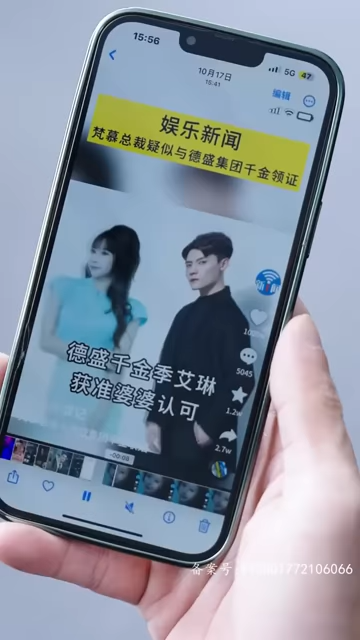 15:56
5G 47
10月17日
15:41
编辑
娱乐新闻
梵慕总裁疑似与德盛集团千金领证
5045
1.2w
2.7w
德盛千金季艾琳
获准婆婆认可